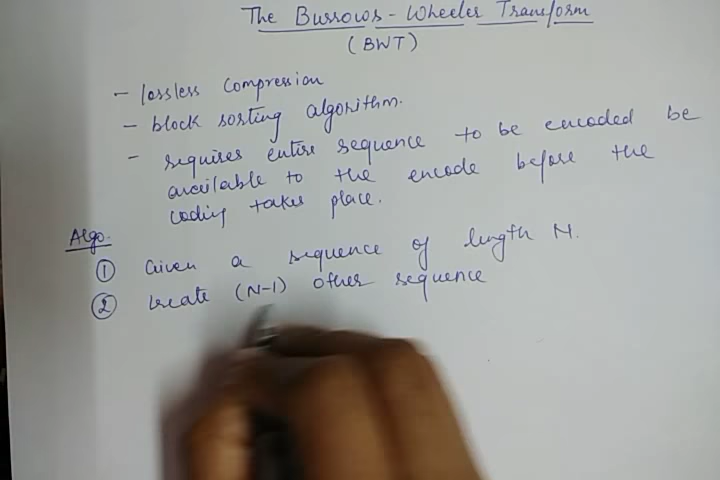 The Burrows-Wheeler Transform
(BWT)
- lossless compression
- block sorting algorithm.
- requires entire sequence to be encoded be
available to the encode before the
coding takes place.
Algo.
① Given a sequence of length N.
② create (N-1) other sequence